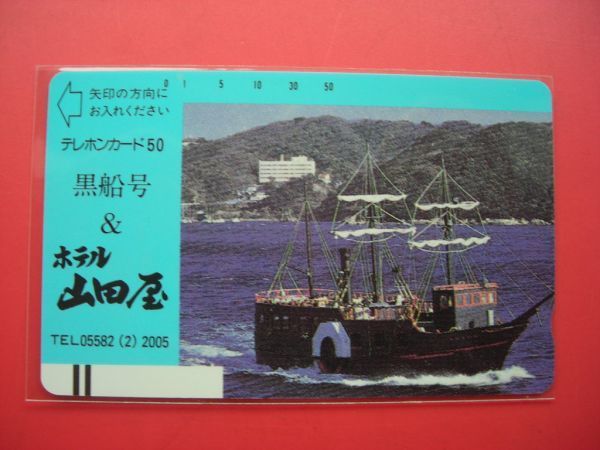 0 1 5 10 30 50
矢印の方向に
お入れください
テレホンカード50
黒船号
&
ホテル
山田屋
TEL05582(2)2005